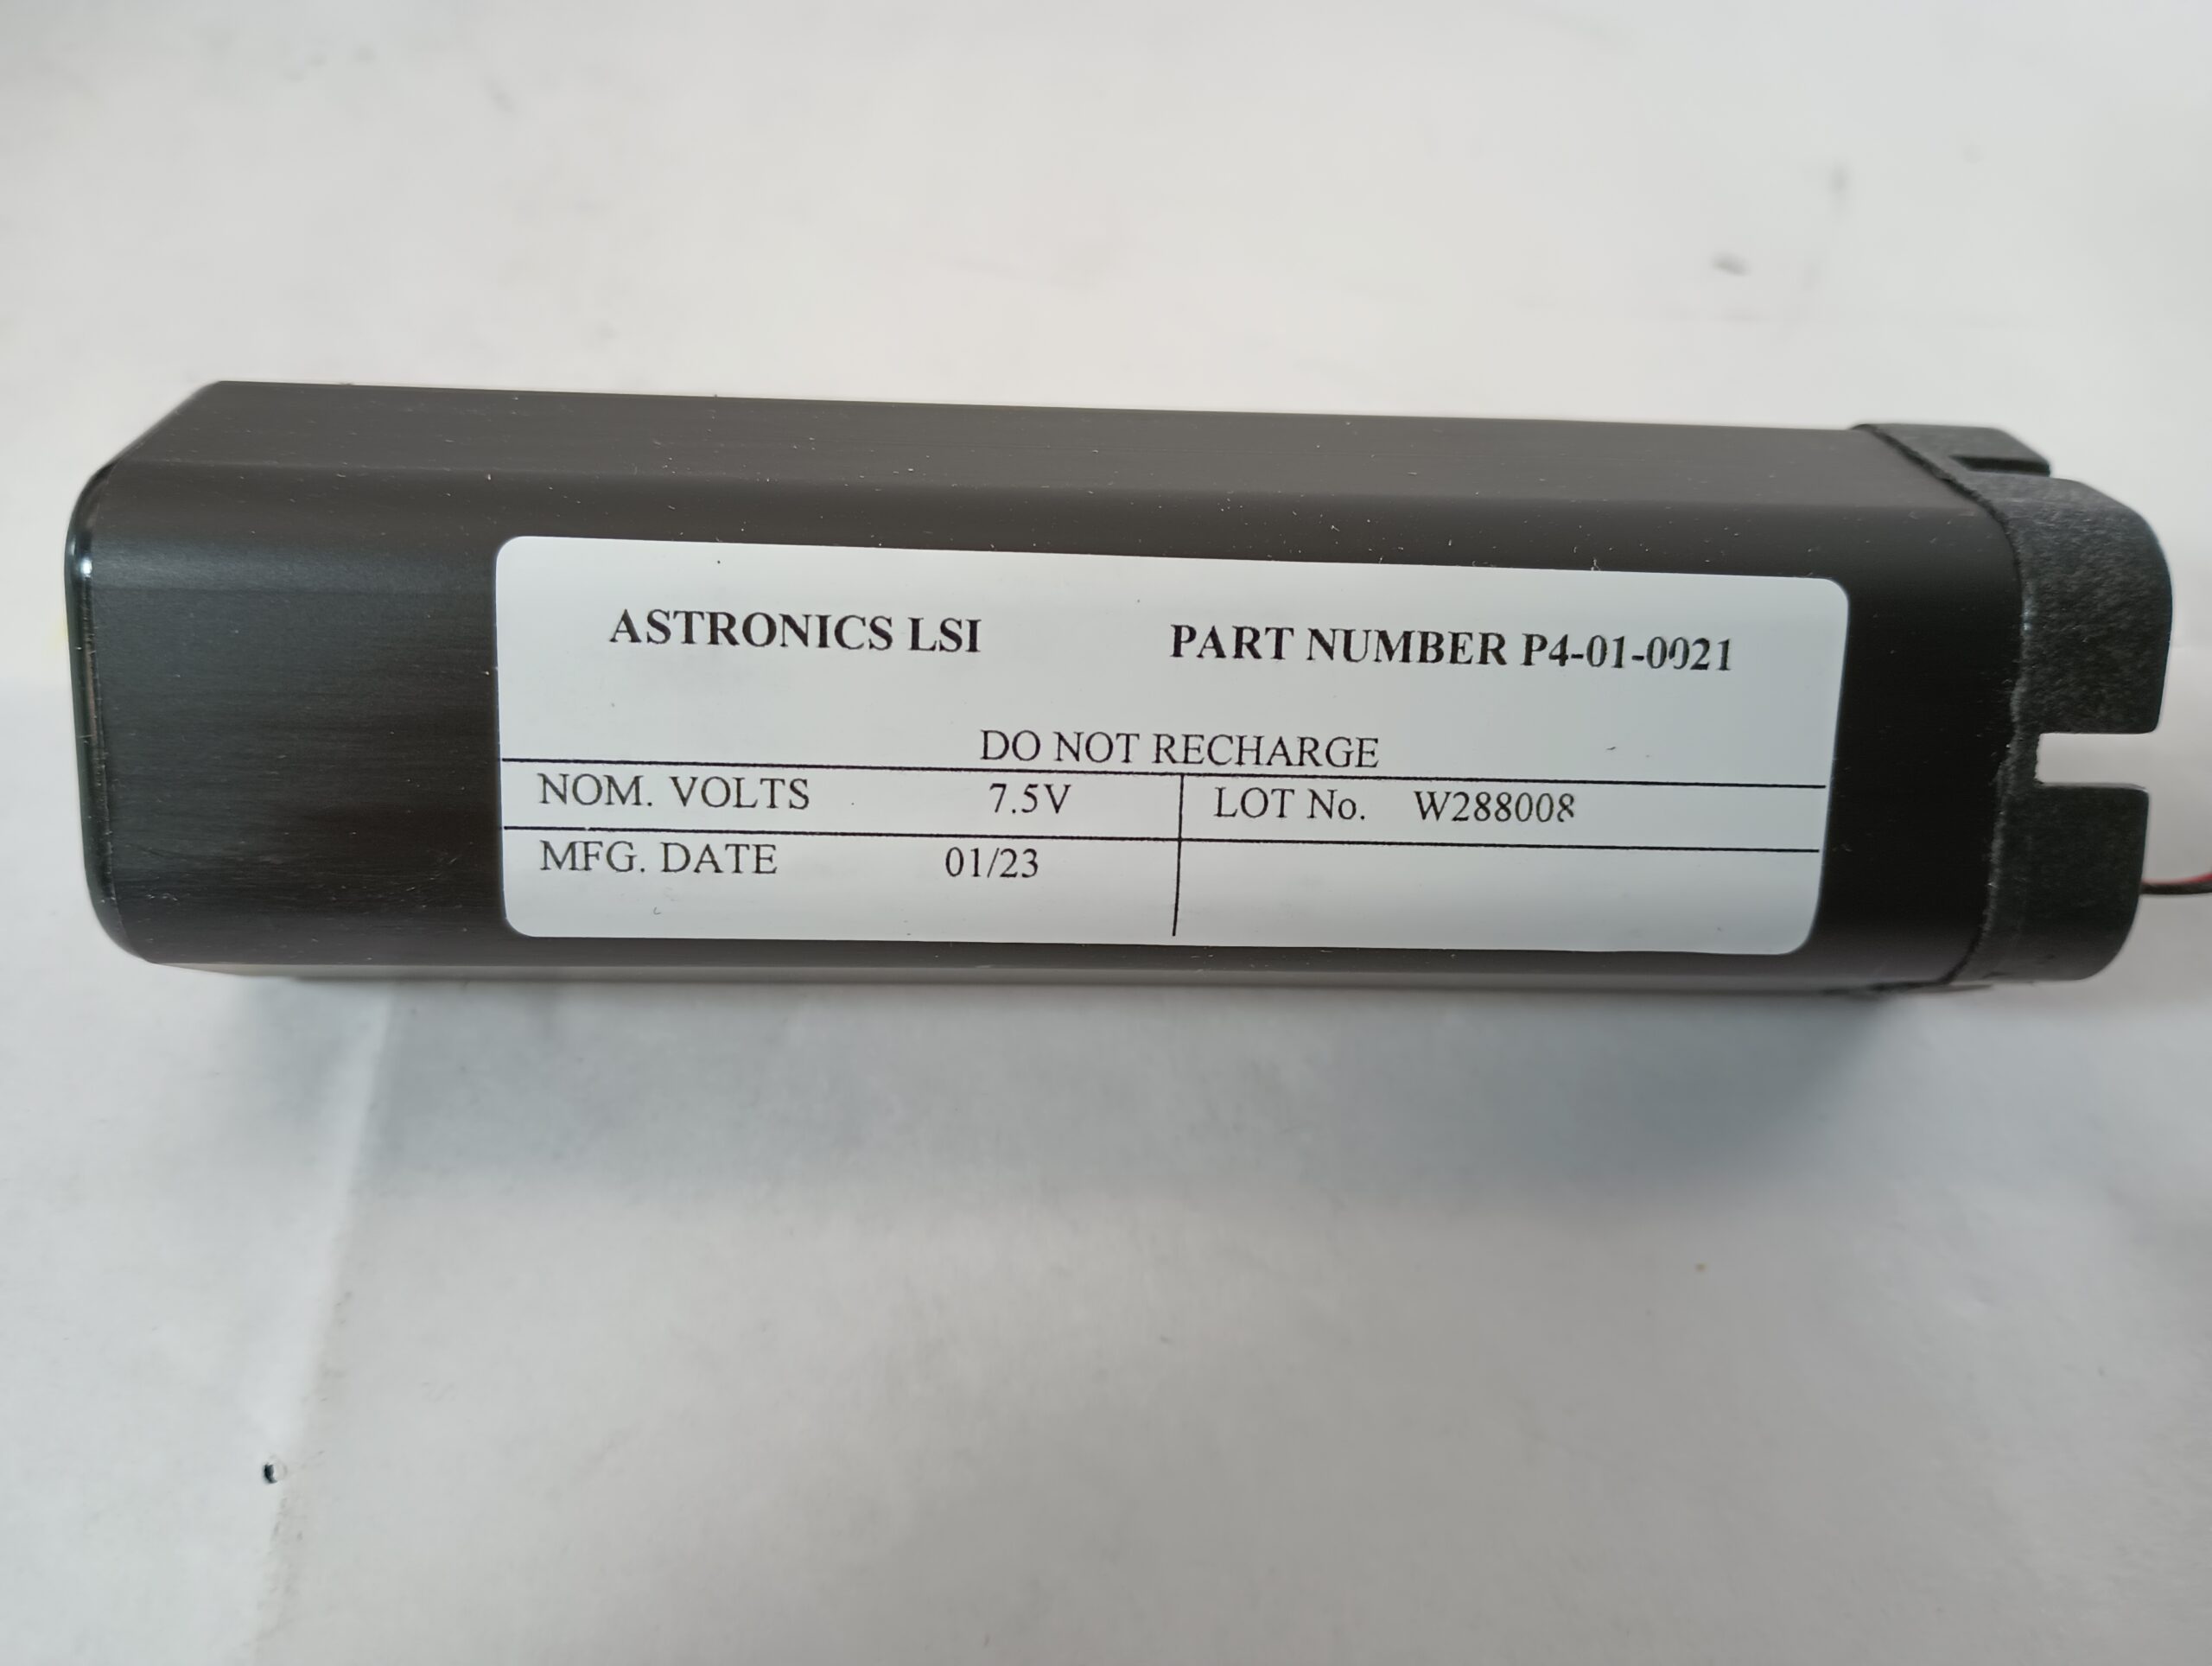 ASTRONICS LSI PART NUMBER P4-01-0021
DO NOT RECHARGE
NOM. VOLTS 7.5V LOT No. W288008
MFG. DATE 01/23